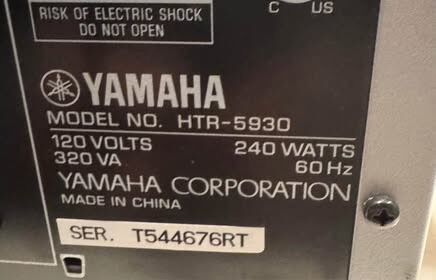 RISK OF ELECTRIC SHOCK
DO NOT OPEN
C US
YAMAHA
MODEL NO. HTR-5930
120 VOLTS 240 WATTS
320 VA 60 Hz
YAMAHA CORPORATION
MADE IN CHINA
SER. T544676RT